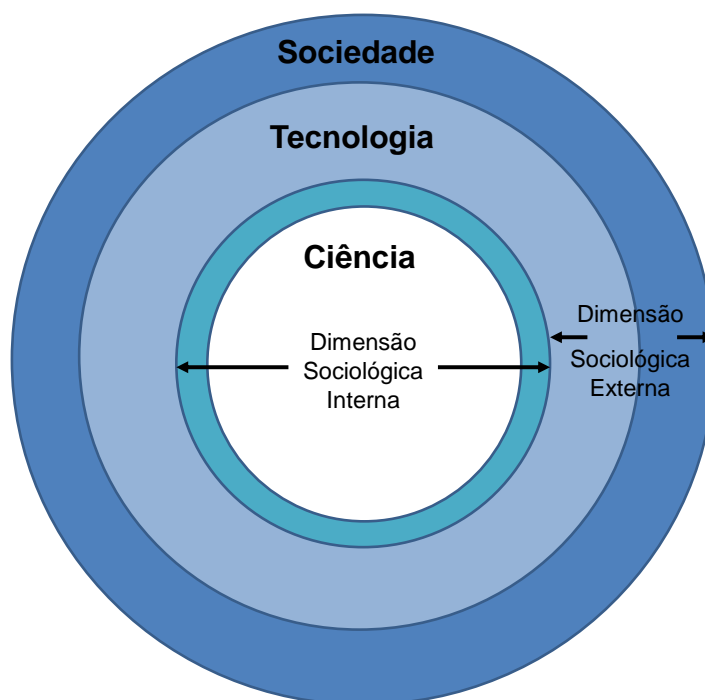 Sociedade
Tecnologia
Ciência
Dimensão
Sociológica
Interna
Dimensão
Sociológica
Externa